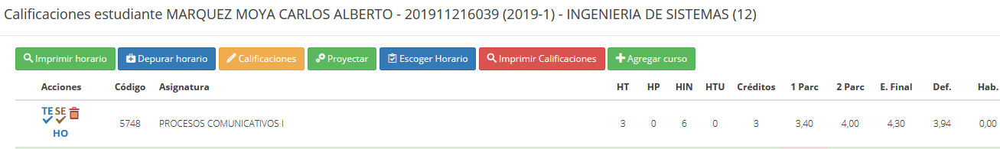 Calificaciones estudiante MARQUEZ MOYA CARLOS ALBERTO - 201911216039 (2019-1) - INGENIERIA DE SISTEMAS (12)
Imprimir horario Depurar horario Calificaciones Proyectar Escoger Horario Imprimir Calificaciones Agregar curso
Acciones Código Asignatura HT HP HIN HTU Créditos 1 Parc 2 Parc E. Final Def. Hab.
TE SE
5748 PROCESOS COMUNICATIVOS I 3 0 6 0 3 3,40 4,00 4,30 3,94 0,00
HO